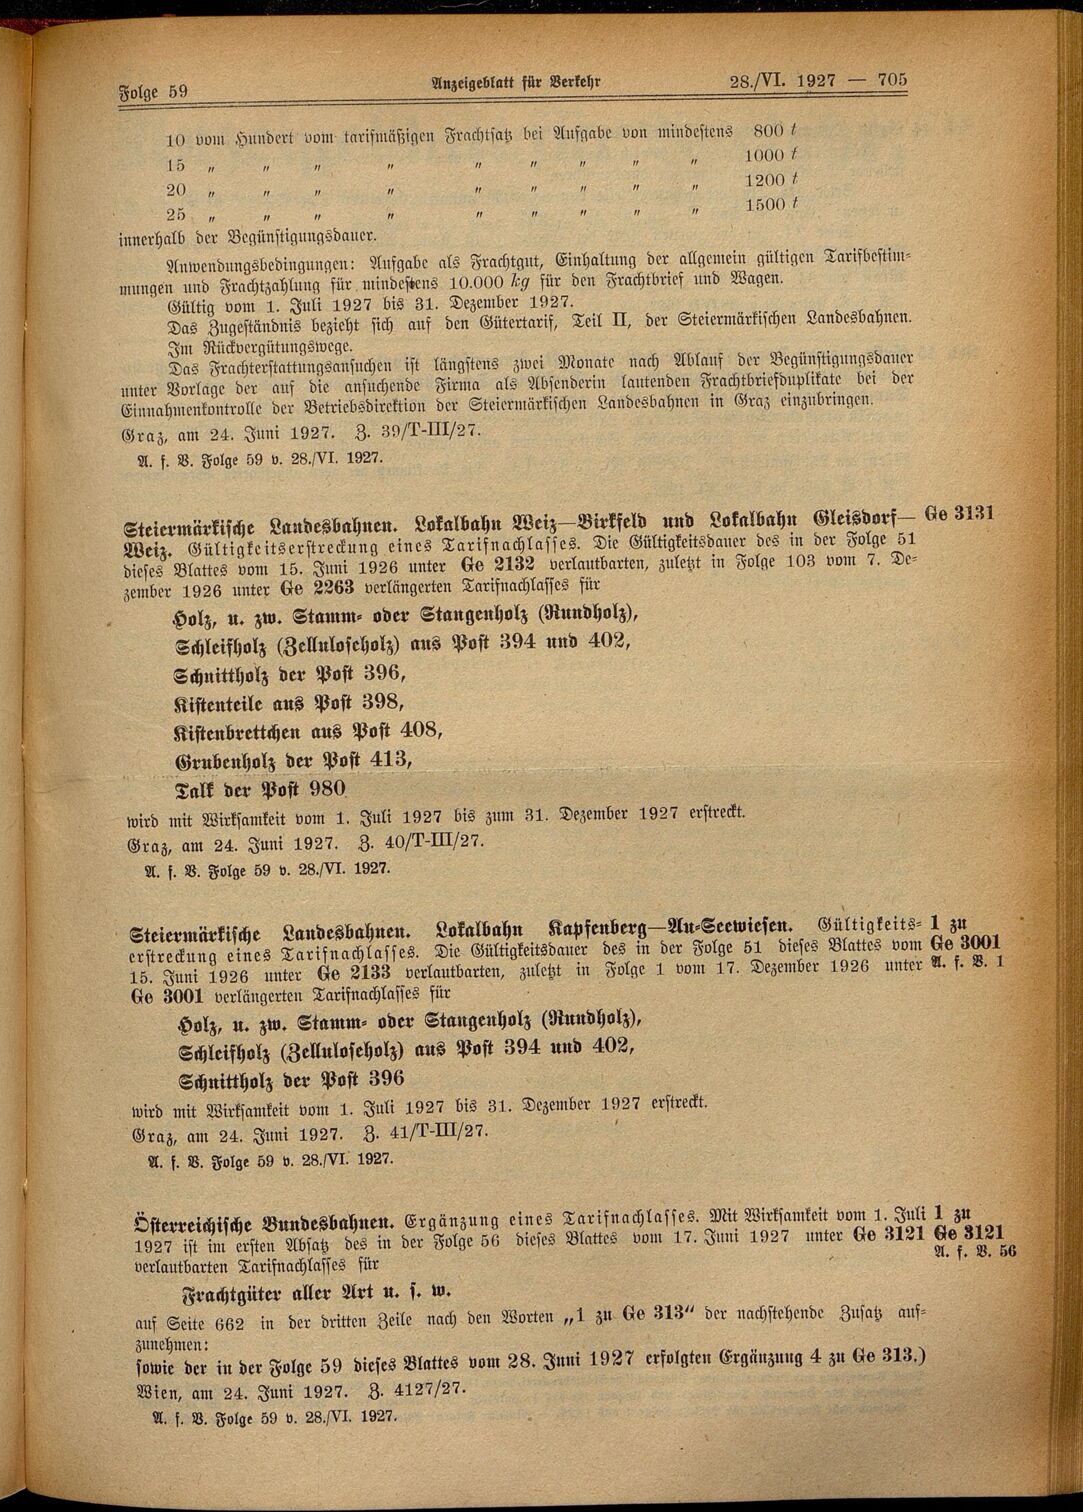 Folge 59 Anzeigeblatt für Verkehr 28./VI. 1927 — 705
10 vom Hundert vom tarifmäßigen Frachtsatz bei Aufgabe von mindestens 800 t
15 „ „ „ „ „ „ „ „ „ 1000 t
20 „ „ „ „ „ „ „ „ „ 1200 t
25 „ „ „ „ „ „ „ „ „ 1500 t
innerhalb der Begünstigungsdauer.
Anwendungsbedingungen: Aufgabe als Frachtgut, Einhaltung der allgemein gültigen Tarifbestim-
mungen und Frachtzahlung für mindestens 10.000 kg für den Frachtbrief und Wagen.
Gültig vom 1. Juli 1927 bis 31. Dezember 1927.
Das Zugeständnis bezieht sich auf den Gütertarif, Teil II, der Steiermärkischen Landesbahnen.
Im Rückvergütungswege.
Das Frachterstattungsansuchen ist längstens zwei Monate nach Ablauf der Begünstigungsdauer
unter Vorlage der auf die ansuchende Firma als Absenderin lautenden Frachtbriefduplikate bei der
Einnahmenkontrolle der Betriebsdirektion der Steiermärkischen Landesbahnen in Graz einzubringen.
Graz, am 24. Juni 1927. Z. 39/T-III/27.
A. f. V. Folge 59 v. 28./VI. 1927.
Steiermärkische Landesbahnen. Lokalbahn Weiz—Birkfeld und Lokalbahn Gleisdorf— Ge 3131
Weiz. Gültigkeitserstreckung eines Tarifnachlasses. Die Gültigkeitsdauer des in der Folge 51
dieses Blattes vom 15. Juni 1926 unter Ge 2132 verlautbarten, zuletzt in Folge 103 vom 7. De-
zember 1926 unter Ge 2263 verlängerten Tarifnachlasses für
Holz, u. zw. Stamm- oder Stangenholz (Rundholz),
Schleifholz (Zelluloseholz) aus Post 394 und 402,
Schnittholz der Post 396,
Kistenteile aus Post 398,
Kistenbrettchen aus Post 408,
Grubenholz der Post 413,
Talk der Post 980
wird mit Wirksamkeit vom 1. Juli 1927 bis zum 31. Dezember 1927 erstreckt.
Graz, am 24. Juni 1927. Z. 40/T-III/27.
A. f. V. Folge 59 v. 28./VI. 1927.
Steiermärkische Landesbahnen. Lokalbahn Kapfenberg—Au-Seewiesen. Gültigkeits- 1 zu
erstreckung eines Tarifnachlasses. Die Gültigkeitsdauer des in der Folge 51 dieses Blattes vom Ge 3001
15. Juni 1926 unter Ge 2133 verlautbarten, zuletzt in Folge 1 vom 17. Dezember 1926 unter A. f. V. 1
Ge 3001 verlängerten Tarifnachlasses für
Holz, u. zw. Stamm- oder Stangenholz (Rundholz),
Schleifholz (Zelluloseholz) aus Post 394 und 402,
Schnittholz der Post 396
wird mit Wirksamkeit vom 1. Juli 1927 bis 31. Dezember 1927 erstreckt.
Graz, am 24. Juni 1927. Z. 41/T-III/27.
A. f. V. Folge 59 v. 28./VI. 1927.
Österreichische Bundesbahnen. Ergänzung eines Tarifnachlasses. Mit Wirksamkeit vom 1. Juli 1 zu
1927 ist im ersten Absatz des in der Folge 56 dieses Blattes vom 17. Juni 1927 unter Ge 3121 Ge 3121
verlautbarten Tarifnachlasses für A. f. V. 56
Frachtgüter aller Art u. s. w.
auf Seite 662 in der dritten Zeile nach den Worten „1 zu Ge 313“ der nachstehende Zusatz auf-
zunehmen:
sowie der in der Folge 59 dieses Blattes vom 28. Juni 1927 erfolgten Ergänzung 4 zu Ge 313.)
Wien, am 24. Juni 1927. Z. 4127/27.
A. f. V. Folge 59 v. 28./VI. 1927.